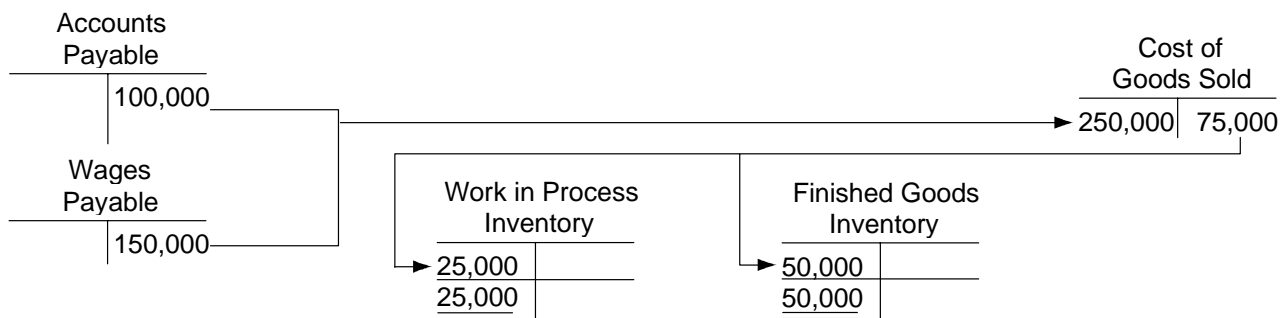 Accounts
Payable
100,000
Cost of
Goods Sold
250,000 75,000
Wages
Payable
150,000
Work in Process
Inventory
25,000
25,000
Finished Goods
Inventory
50,000
50,000